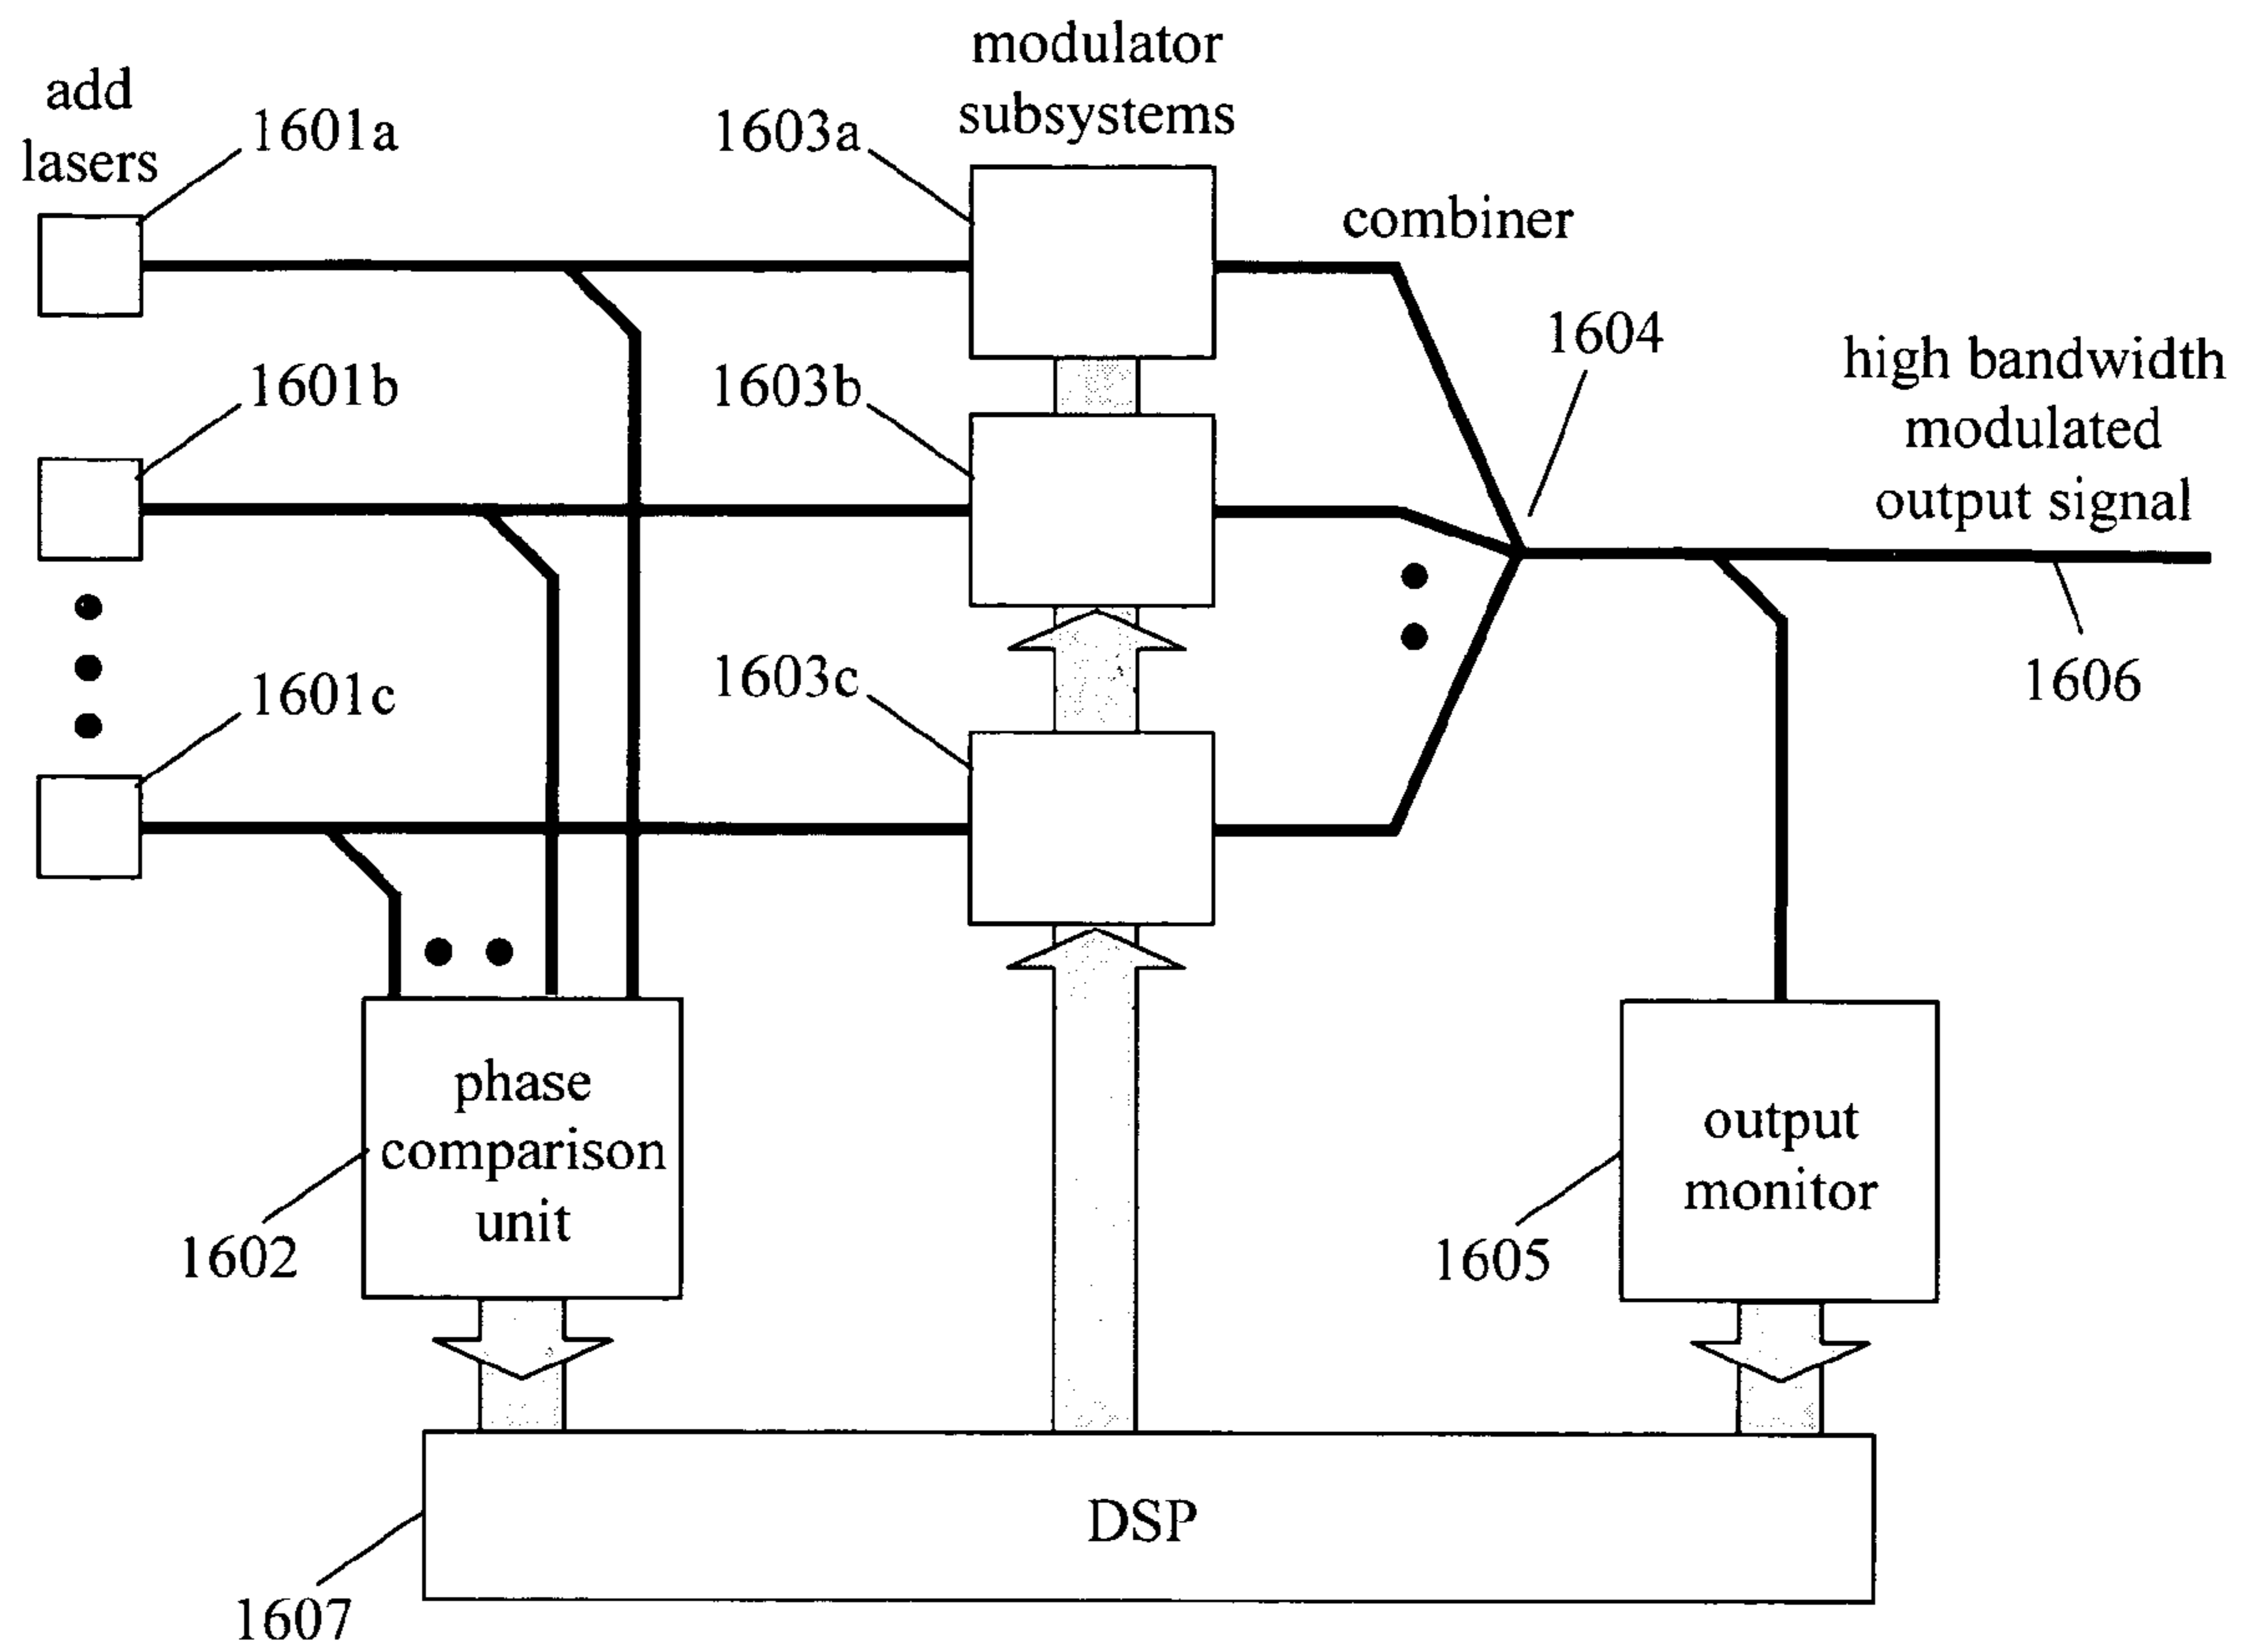 modulator
subsystems
add
lasers
1601a
1603a
combiner
1604
high bandwidth
modulated
output signal
1601b
1603b
1606
1601c
1603c
phase
comparison
unit
1602
output
monitor
1605
DSP
1607